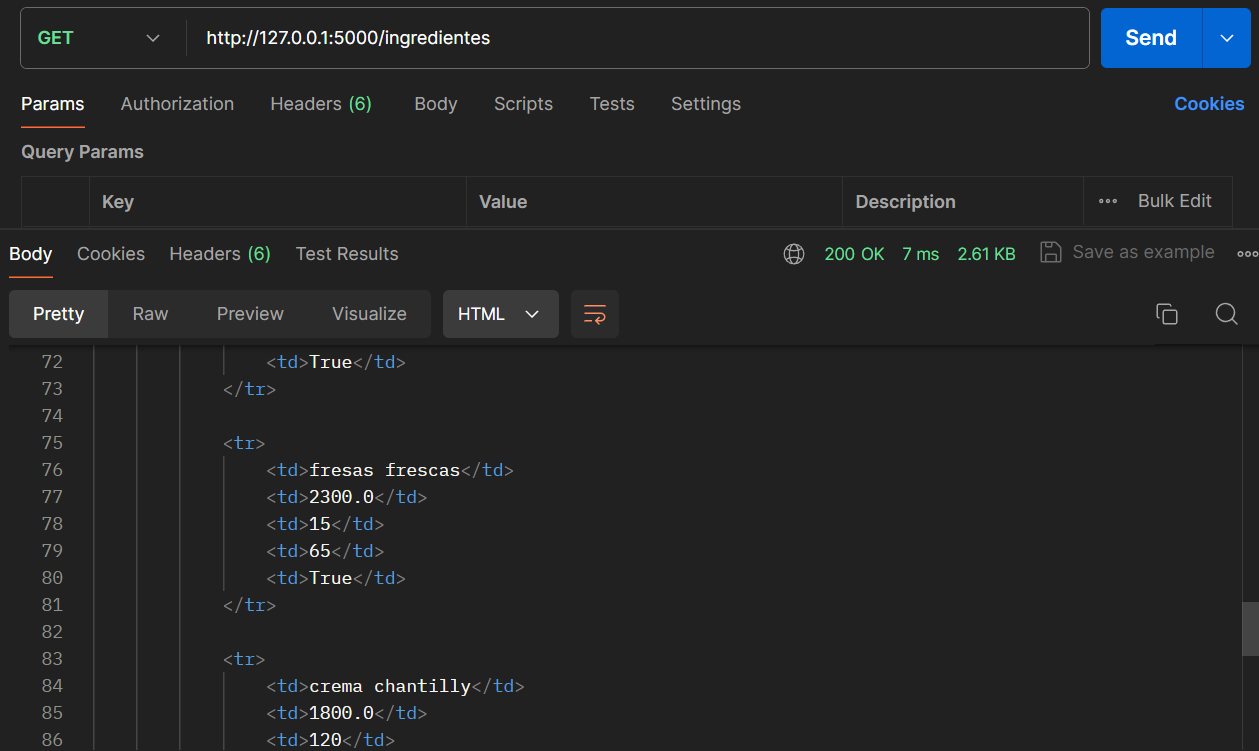 GET http://127.0.0.1:5000/ingredientes Send
Params Authorization Headers (6) Body Scripts Tests Settings Cookies
Query Params
Key Value Description Bulk Edit
Body Cookies Headers (6) Test Results 200 OK 7 ms 2.61 KB Save as example
Pretty Raw Preview Visualize HTML
72 <td>True</td>
73 </tr>
74
75 <tr>
76 <td>fresas frescas</td>
77 <td>2300.0</td>
78 <td>15</td>
79 <td>65</td>
80 <td>True</td>
81 </tr>
82
83 <tr>
84 <td>crema chantilly</td>
85 <td>1800.0</td>
86 <td>120</td>